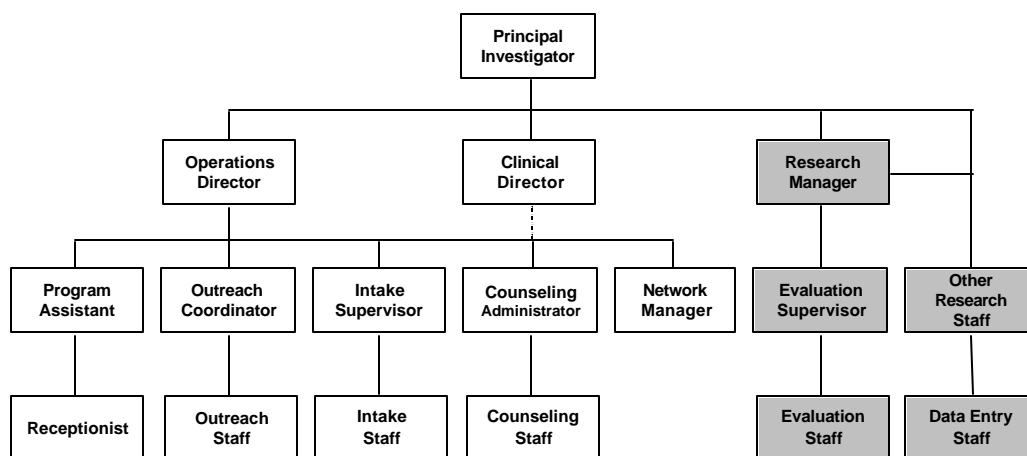 Principal
Investigator
Operations
Director
Clinical
Director
Research
Manager
Program
Assistant
Outreach
Coordinator
Intake
Supervisor
Counseling
Administrator
Network
Manager
Evaluation
Supervisor
Other
Research
Staff
Receptionist
Outreach
Staff
Intake
Staff
Counseling
Staff
Evaluation
Staff
Data Entry
Staff